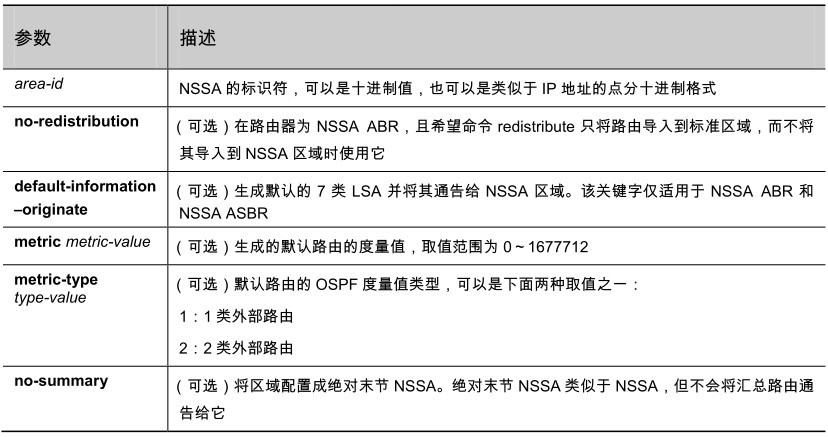 参数 描述
area-id NSSA 的标识符，可以是十进制值，也可以是类似于 IP 地址的点分十进制格式
no-redistribution （可选）在路由器为 NSSA ABR，且希望命令 redistribute 只将路由导入到标准区域，而不将
其导入到 NSSA 区域时使用它
default-information （可选）生成默认的 7 类 LSA 并将其通告给 NSSA 区域。该关键字仅适用于 NSSA ABR 和
–originate NSSA ASBR
metric metric-value （可选）生成的默认路由的度量值，取值范围为 0～1677712
metric-type （可选）默认路由的 OSPF 度量值类型，可以是下面两种取值之一：
type-value
1：1 类外部路由
2：2 类外部路由
no-summary （可选）将区域配置成绝对末节 NSSA。绝对末节 NSSA 类似于 NSSA，但不会将汇总路由通
告给它